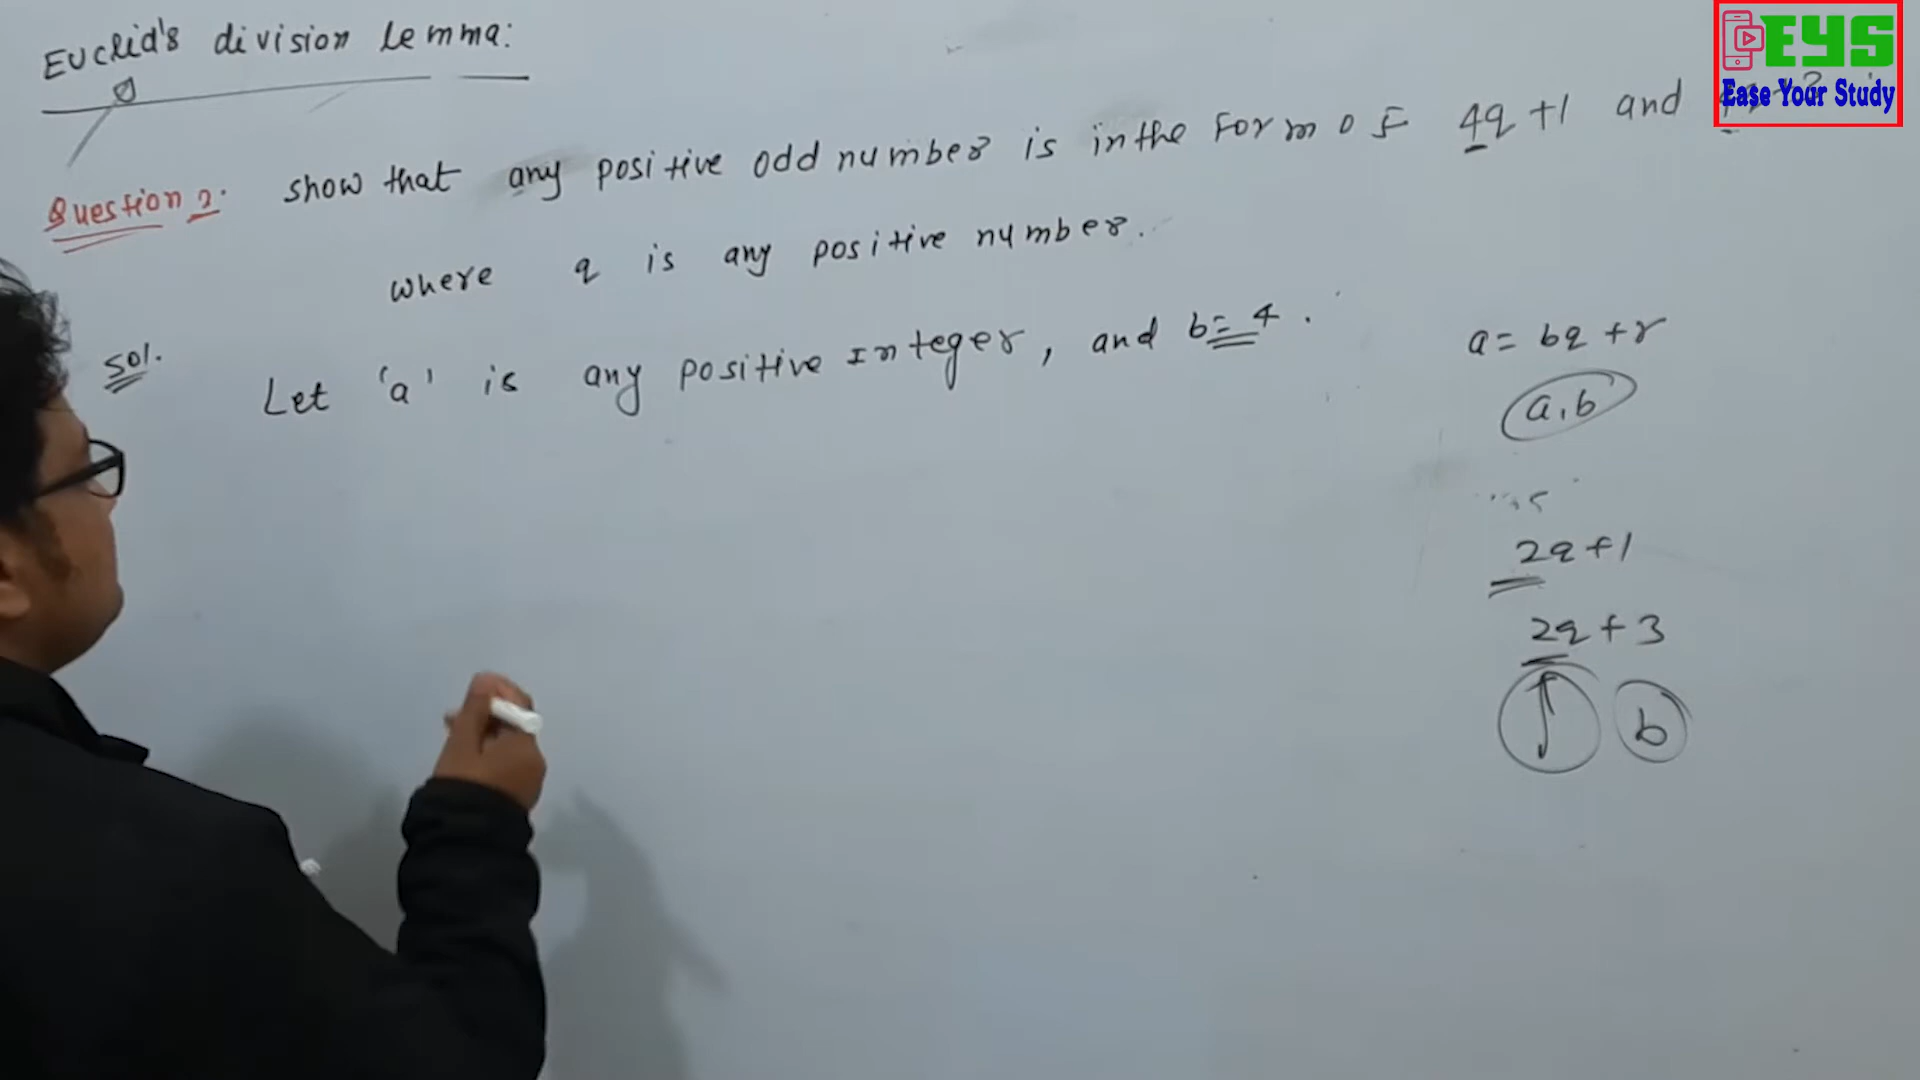 Euclid's division lemma:
EYS
Ease Your Study
Question 2. show that any positive odd number is in the form of 4q +1 and
where q is any positive number.
Sol.
Let 'a' is any positive Integer, and b = 4.
a = bq + r
a, b
2q +1
2q + 3
b